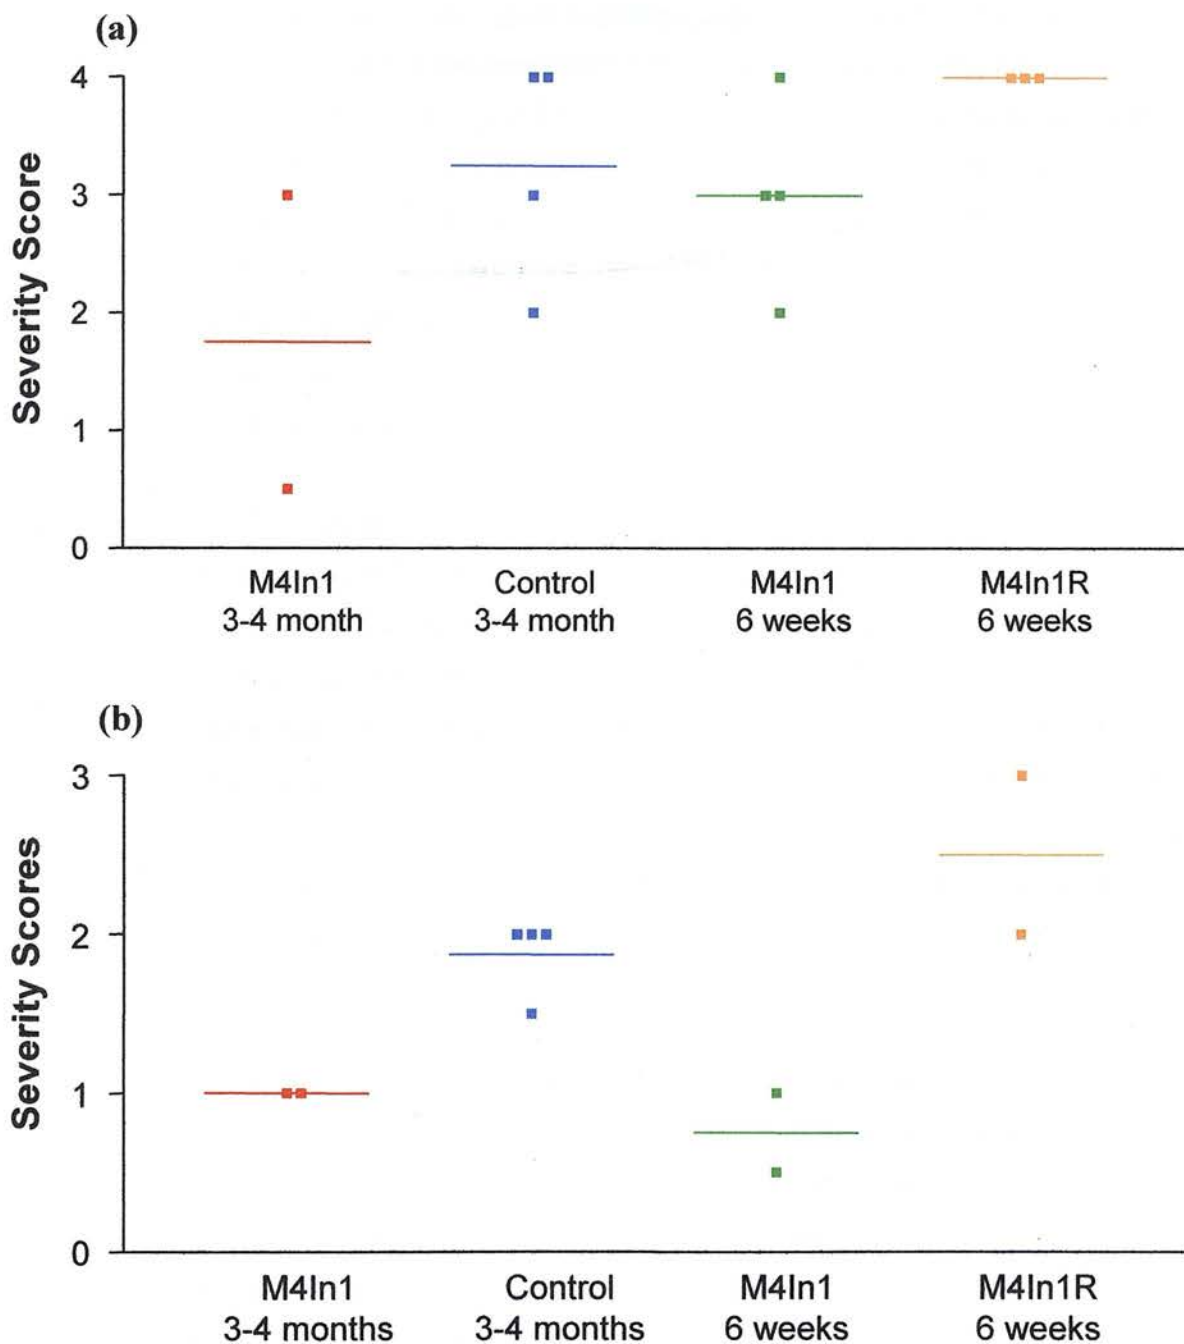 (a)
Severity Score
4
3
2
1
0
M4In1 Control M4In1 M4In1R
3-4 month 3-4 month 6 weeks 6 weeks
(b)
Severity Scores
3
2
1
0
M4In1 Control M4In1 M4In1R
3-4 months 3-4 months 6 weeks 6 weeks